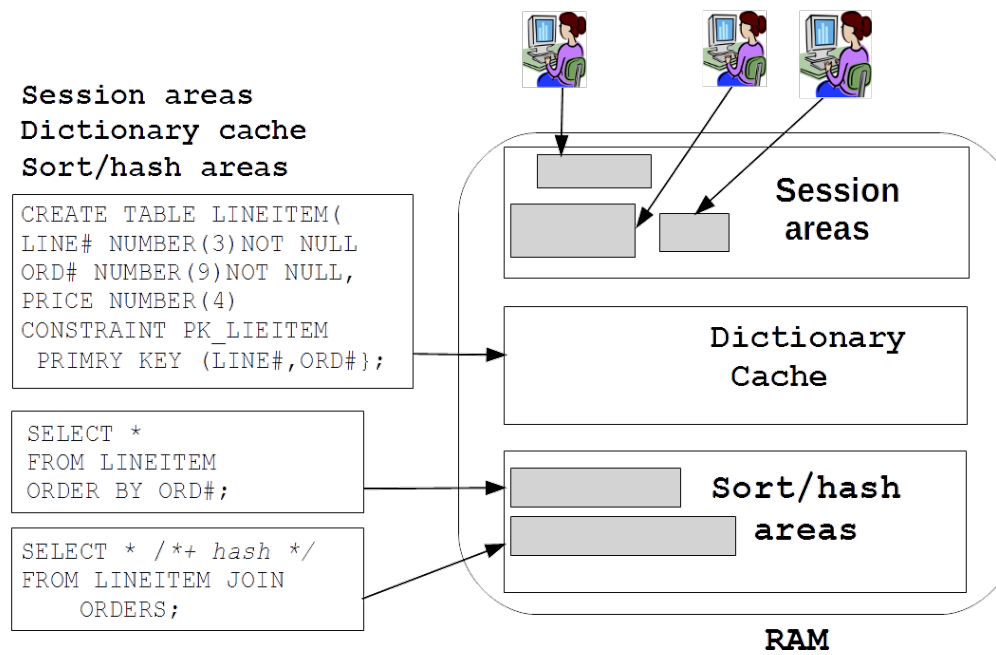 Session areas
Dictionary cache
Sort/hash areas
CREATE TABLE LINEITEM(
LINE# NUMBER(3)NOT NULL
ORD# NUMBER(9)NOT NULL,
PRICE NUMBER(4)
CONSTRAINT PK_LIEITEM
PRIMRY KEY (LINE#,ORD#};
SELECT *
FROM LINEITEM
ORDER BY ORD#;
SELECT * /*+ hash */
FROM LINEITEM JOIN
ORDERS;
Session
areas
Dictionary
Cache
Sort/hash
areas
RAM